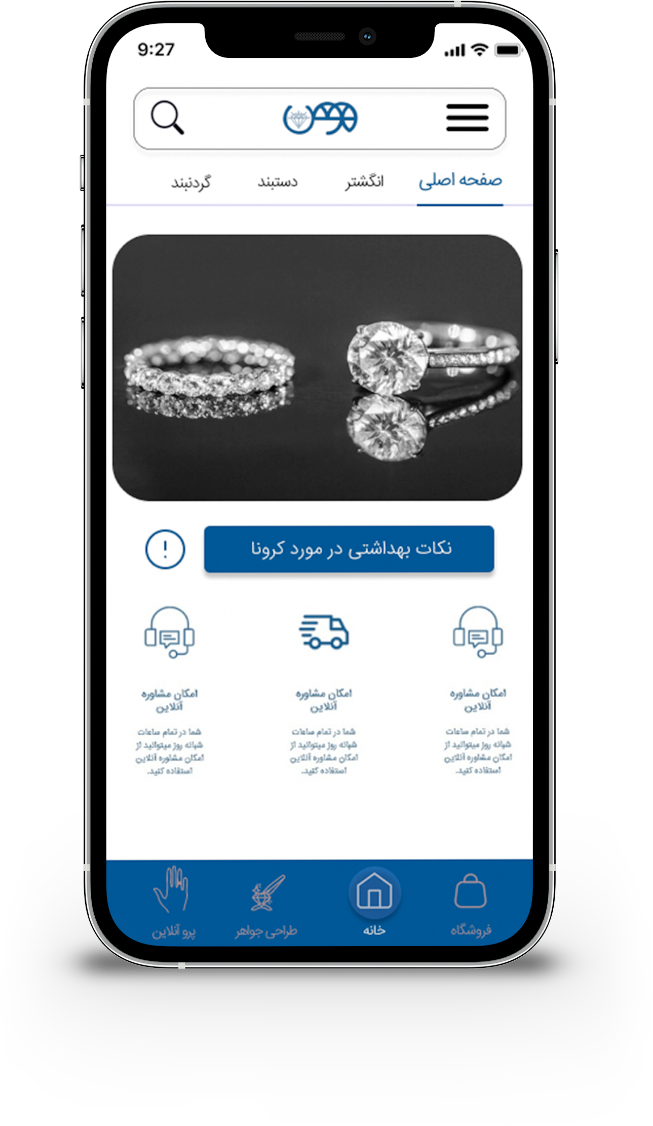 9:27
صفحه اصلی
انگشتر
دستبند
گردنبند
نکات بهداشتی در مورد کرونا
!
امکان مشاوره
آنلاین
شما در تمام ساعات
شبانه روز میتوانید از
امکان مشاوره آنلاین
استفاده کنید.
امکان مشاوره
آنلاین
شما در تمام ساعات
شبانه روز میتوانید از
امکان مشاوره آنلاین
استفاده کنید.
امکان مشاوره
آنلاین
شما در تمام ساعات
شبانه روز میتوانید از
امکان مشاوره آنلاین
استفاده کنید.
فروشگاه
خانه
طراحی جواهر
پرو آنلاین